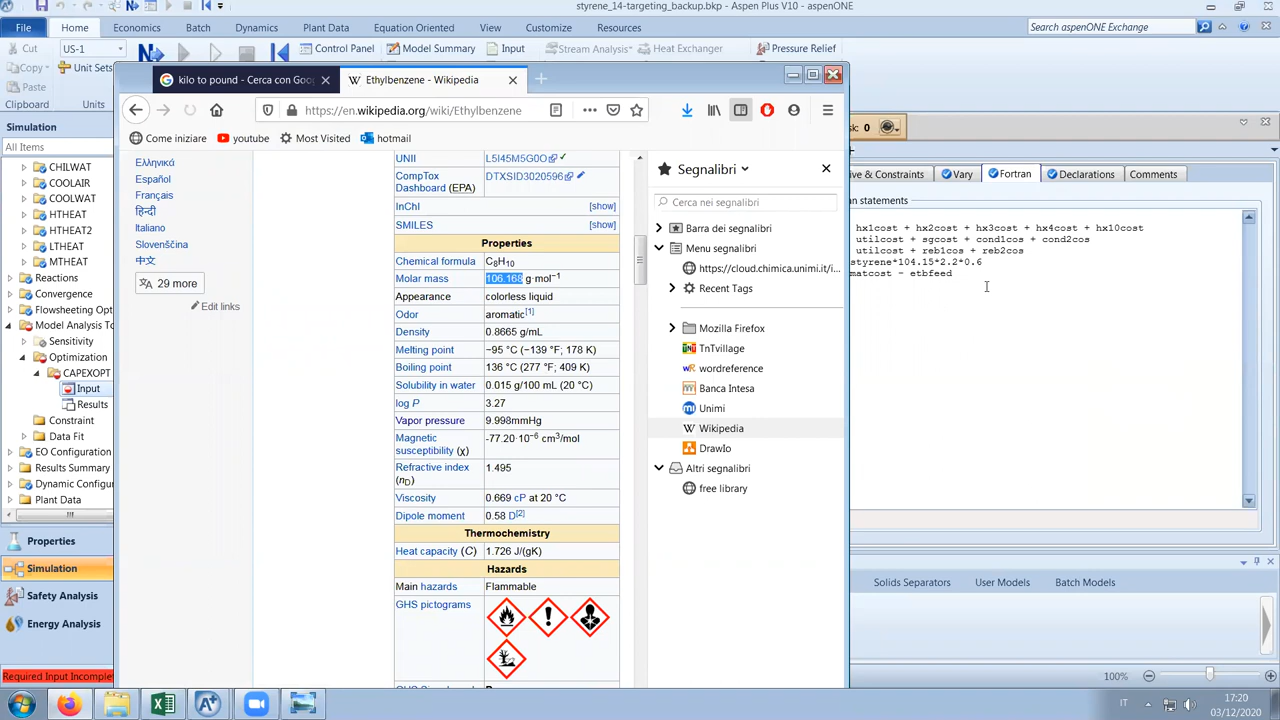 styrene_14-targeting_backup.bkp - Aspen Plus V10 - aspenONE
File Home Economics Batch Dynamics Plant Data Equation Oriented View Customize Resources Search aspenONE Exchange
Cut US-1 Control Panel Model Summary Input Stream Analysis Heat Exchanger Pressure Relief
Copy Unit Sets
Paste
Clipboard Units
kilo to pound - Cerca con Goo
Ethylbenzene - Wikipedia
https://en.wikipedia.org/wiki/Ethylbenzene
Come iniziare youtube Most Visited hotmail
Simulation
All Items
CHILWAT
COOLAIR
COOLWAT
HTHEAT
HTHEAT2
LTHEAT
MTHEAT
Reactions
Convergence
Flowsheeting Optio
Model Analysis To
Sensitivity
Optimization
CAPEXOPT
Input
Results
Constraint
Data Fit
EO Configuration
Results Summary
Dynamic Configur
Plant Data
Properties
Simulation
Safety Analysis
Energy Analysis
Required Input Incomplet
Ελληνικά
Español
Français
हिन्दी
Italiano
Slovenščina
中文
29 more
Edit links
UNII L5I45M5G0O
CompTox
Dashboard (EPA) DTXSID3020596
InChI [show]
SMILES [show]
Properties
Chemical formula C8H10
Molar mass 106.168 g·mol−1
Appearance colorless liquid
Odor aromatic[1]
Density 0.8665 g/mL
Melting point −95 °C (−139 °F; 178 K)
Boiling point 136 °C (277 °F; 409 K)
Solubility in water 0.015 g/100 mL (20 °C)
log P 3.27
Vapor pressure 9.998mmHg
Magnetic
susceptibility (χ) -77.20·10−6 cm3/mol
Refractive index
(nD) 1.495
Viscosity 0.669 cP at 20 °C
Dipole moment 0.58 D[2]
Thermochemistry
Heat capacity (C) 1.726 J/(gK)
Hazards
Main hazards Flammable
GHS pictograms
Segnalibri
Cerca nei segnalibri
Barra dei segnalibri
Menu segnalibri
https://cloud.chimica.unimi.it/i...
Recent Tags
Mozilla Firefox
TnTvillage
wordreference
Banca Intesa
Unimi
Wikipedia
DrawIo
Altri segnalibri
free library
sk: 0
ve & Constraints Vary Fortran Declarations Comments
an statements
hx1cost + hx2cost + hx3cost + hx4cost + hx10cost
utilcost + sgcost + cond1cos + cond2cos
utilcost + reb1cos + reb2cos
styrene*104.15*2.2*0.6
matcost - etbfeed
Solids Separators User Models Batch Models
100%
IT
17:20
03/12/2020